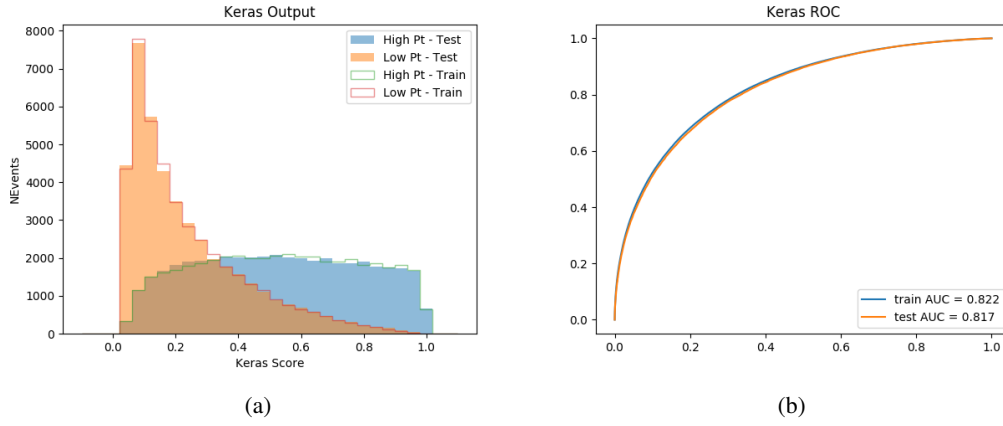 Keras Output
8000
7000
6000
5000
4000
3000
2000
1000
0
NEvents
High Pt - Test
Low Pt - Test
High Pt - Train
Low Pt - Train
0.0 0.2 0.4 0.6 0.8 1.0
Keras Score
(a)
Keras ROC
1.0
0.8
0.6
0.4
0.2
0.0
train AUC = 0.822
test AUC = 0.817
0.0 0.2 0.4 0.6 0.8 1.0
(b)